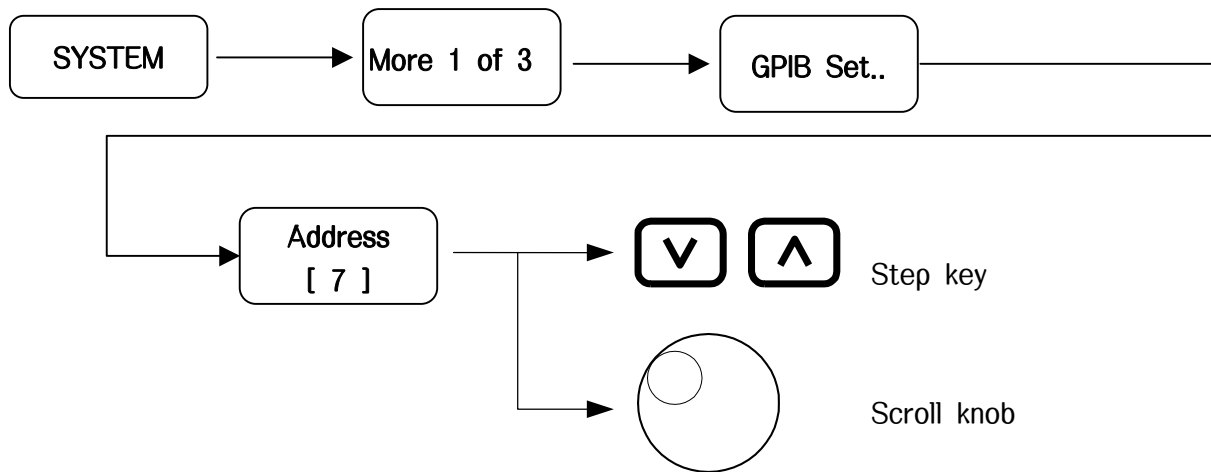 SYSTEM
More 1 of 3
GPIB Set..
Address
[ 7 ]
Step key
Scroll knob